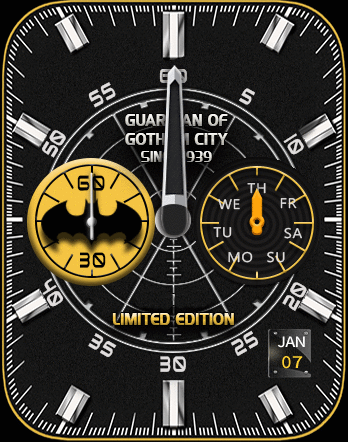 60
55
5
GUARDIAN OF
GOTHAM CITY
SINCE 1939
50
10
60
30
TH
WE
FR
TU
SA
MO
SU
40
20
LIMITED EDITION
35
25
JAN
07
30